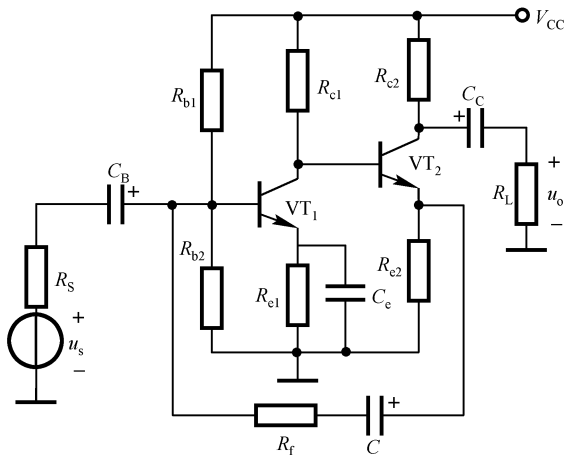 V_CC
R_b1
R_c1
R_c2
C_C
+
C_B
+
VT_1
VT_2
R_L
+
u_o
−
R_S
R_b2
R_e1
C_e
R_e2
+
u_s
−
R_f
C
+